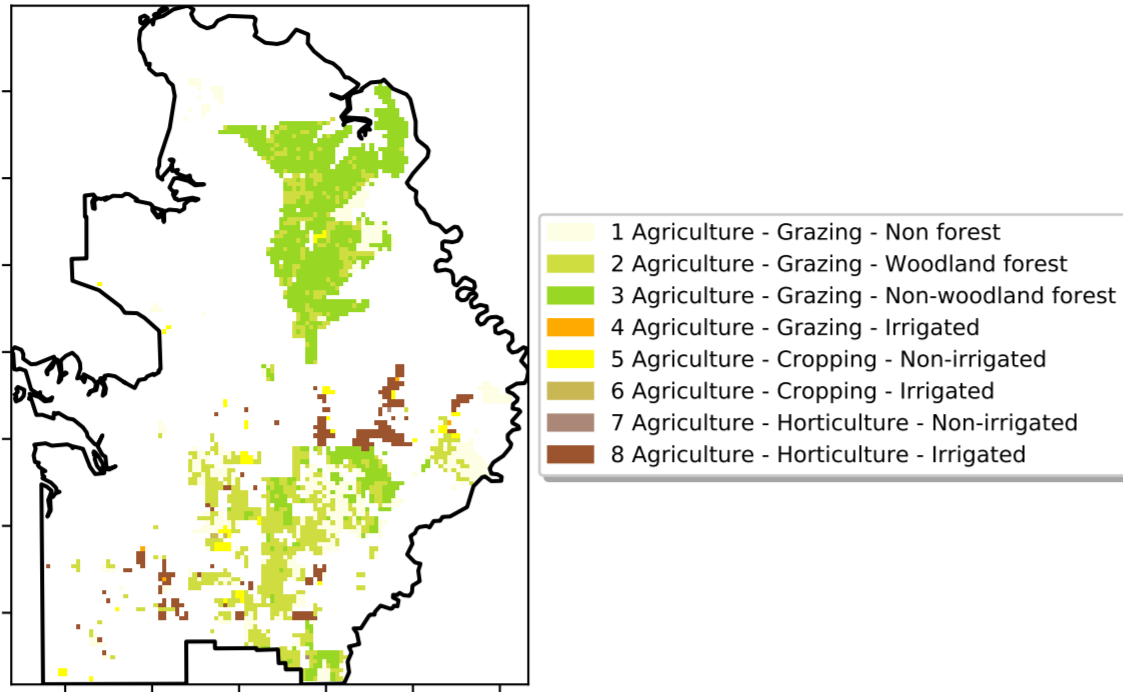 1 Agriculture - Grazing - Non forest
2 Agriculture - Grazing - Woodland forest
3 Agriculture - Grazing - Non-woodland forest
4 Agriculture - Grazing - Irrigated
5 Agriculture - Cropping - Non-irrigated
6 Agriculture - Cropping - Irrigated
7 Agriculture - Horticulture - Non-irrigated
8 Agriculture - Horticulture - Irrigated